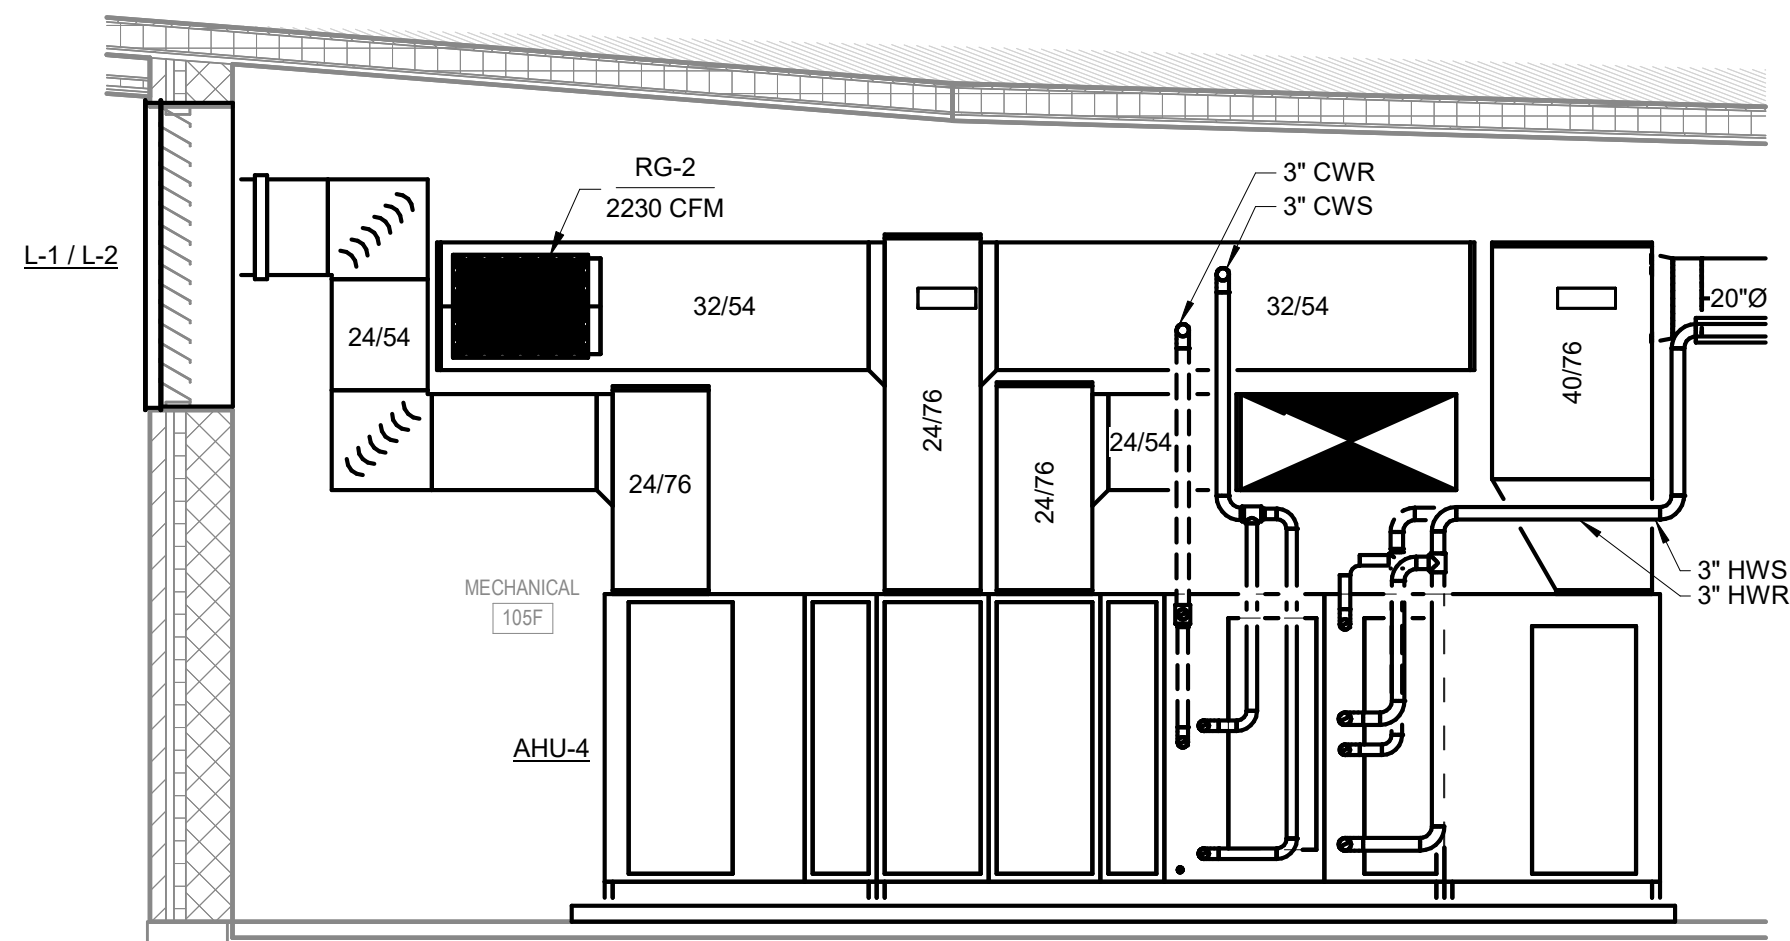 RG-2
2230 CFM
3" CWR
3" CWS
L-1 / L-2
32/54
32/54
20"Ø
24/54
40/76
24/76
24/54
24/76
24/76
3" HWS
3" HWR
MECHANICAL
105F
AHU-4